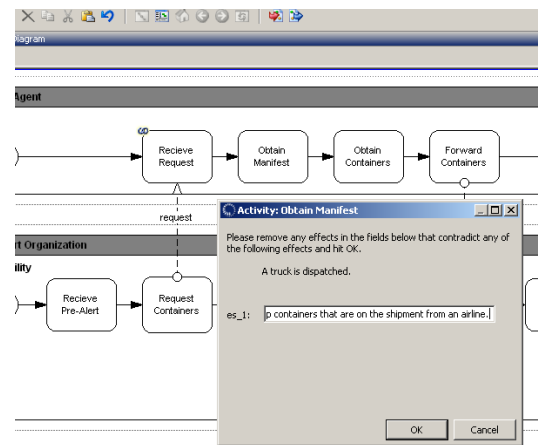 Diagram
Agent
Recieve
Request
Obtain
Manifest
Obtain
Containers
Forward
Containers
request
Activity: Obtain Manifest
Please remove any effects in the fields below that contradict any of
the following effects and hit OK.
A truck is dispatched.
es_1: p containers that are on the shipment from an airline.
OK Cancel
rt Organization
ility
Recieve
Pre-Alert
Request
Containers